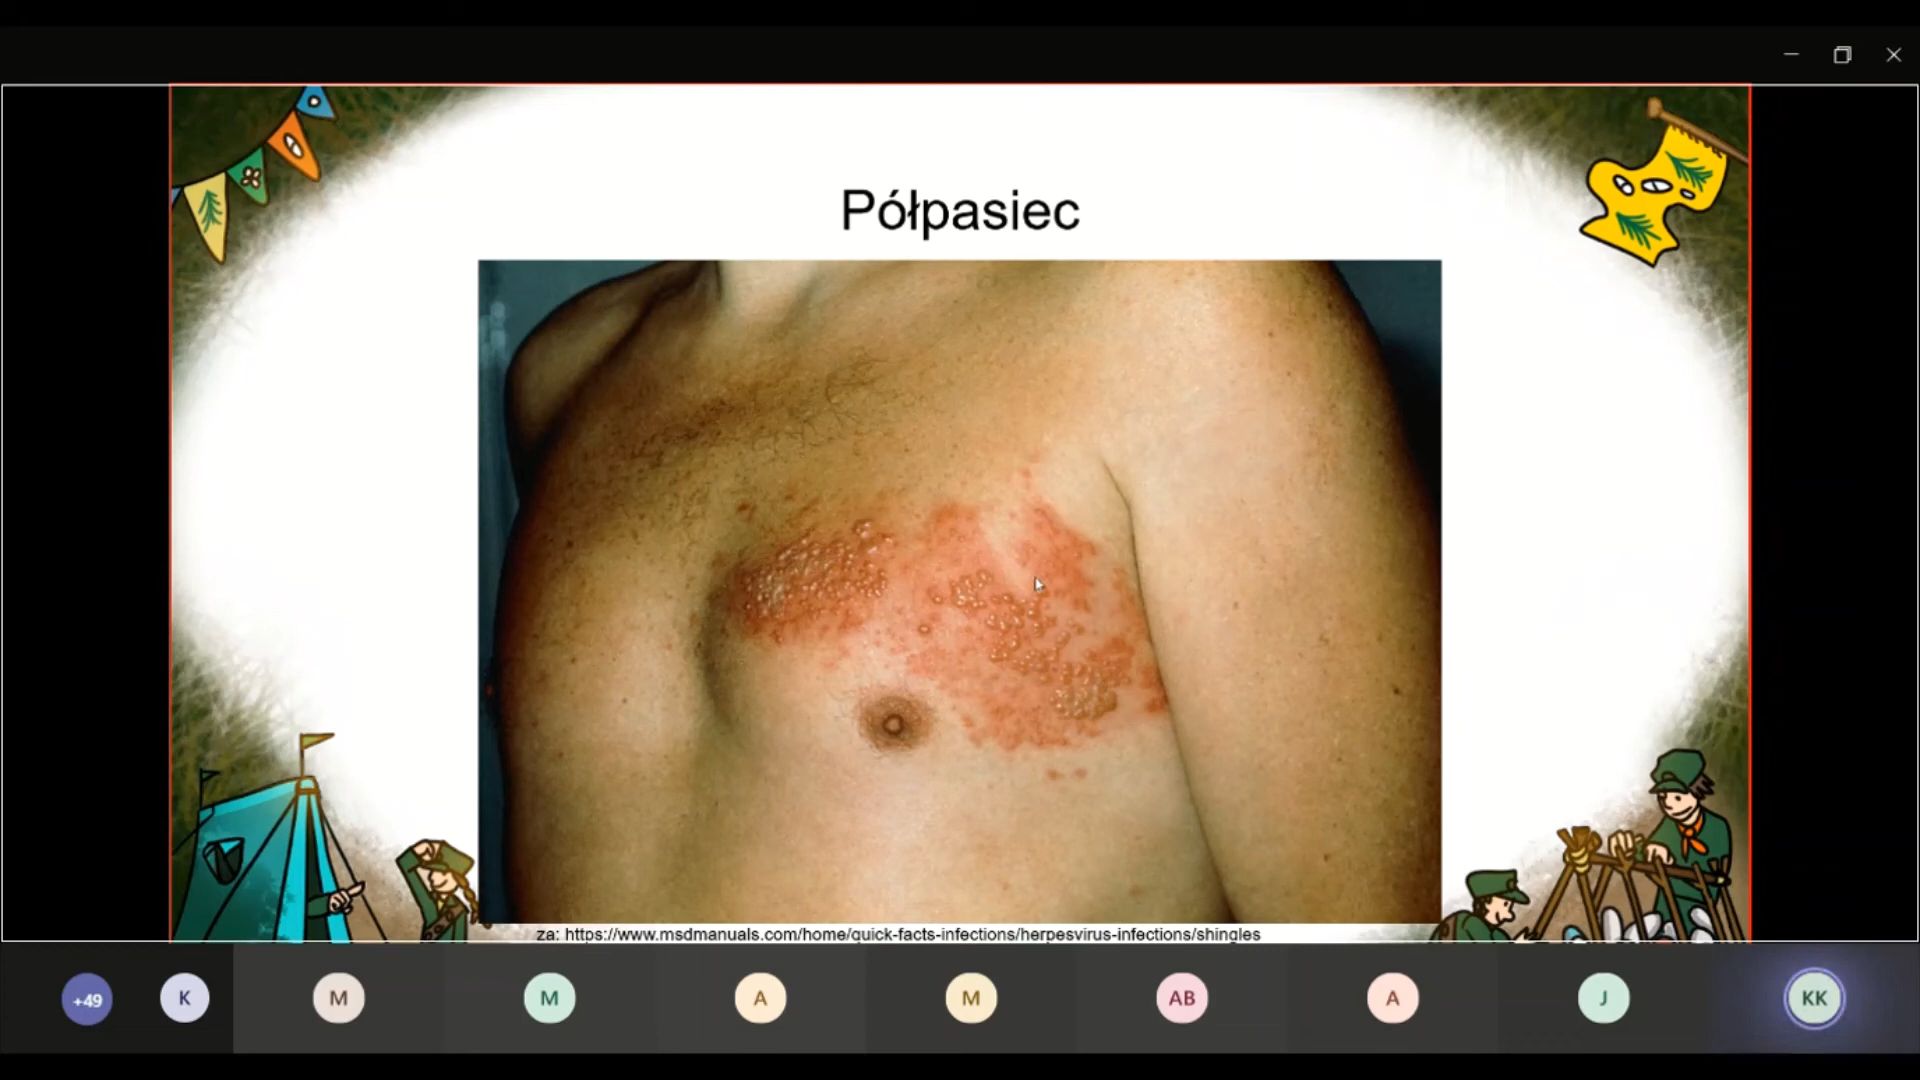 Półpasiec
za: https://www.msdmanuals.com/home/quick-facts-infections/herpesvirus-infections/shingles
+49
K
M
M
A
M
AB
A
J
KK